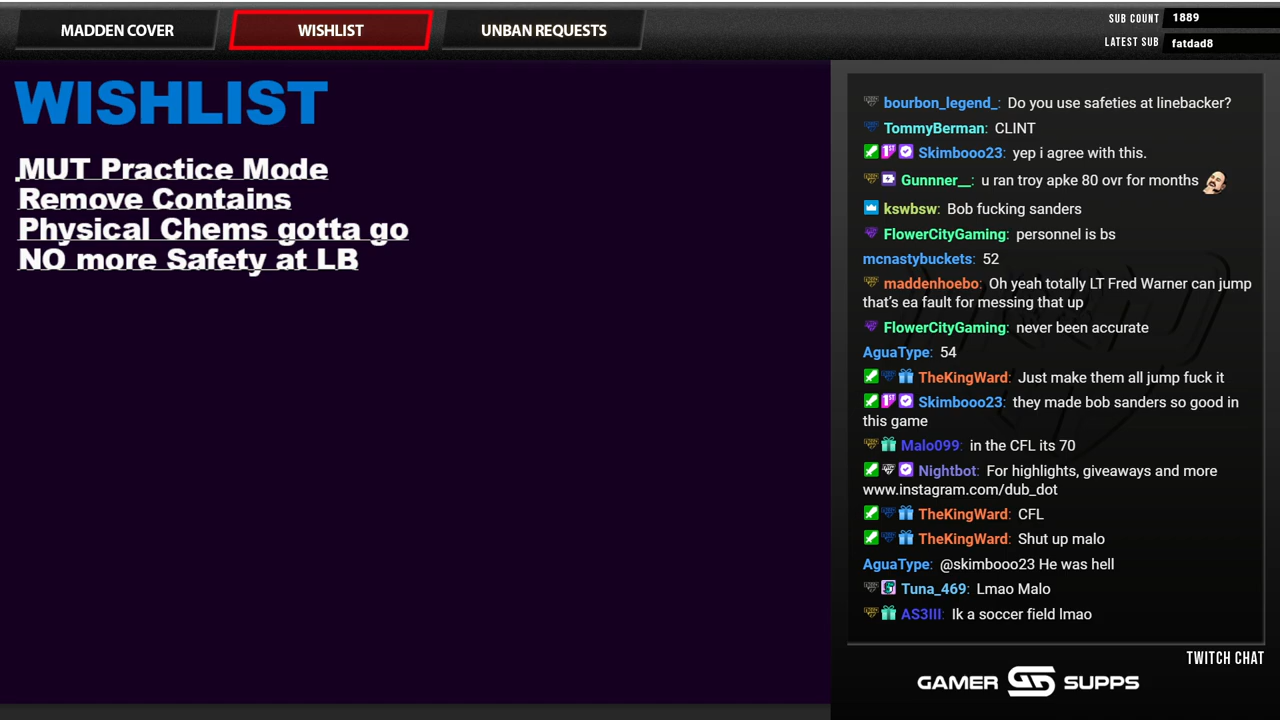 MADDEN COVER
WISHLIST
UNBAN REQUESTS
SUB COUNT 1889
LATEST SUB fatdad8
WISHLIST
MUT Practice Mode
Remove Contains
Physical Chems gotta go
NO more Safety at LB
bourbon_legend_: Do you use safeties at linebacker?
TommyBerman: CLINT
Skimbooo23: yep i agree with this.
Gunnner__: u ran troy apke 80 ovr for months
kswbsw: Bob fucking sanders
FlowerCityGaming: personnel is bs
mcnastybuckets: 52
maddenhoebo: Oh yeah totally LT Fred Warner can jump
that's ea fault for messing that up
FlowerCityGaming: never been accurate
AguaType: 54
TheKingWard: Just make them all jump fuck it
Skimbooo23: they made bob sanders so good in
this game
Malo099: in the CFL its 70
Nightbot: For highlights, giveaways and more
www.instagram.com/dub_dot
TheKingWard: CFL
TheKingWard: Shut up malo
AguaType: @skimbooo23 He was hell
Tuna_469: Lmao Malo
AS3III: Ik a soccer field lmao
TWITCH CHAT
GAMER SUPPS